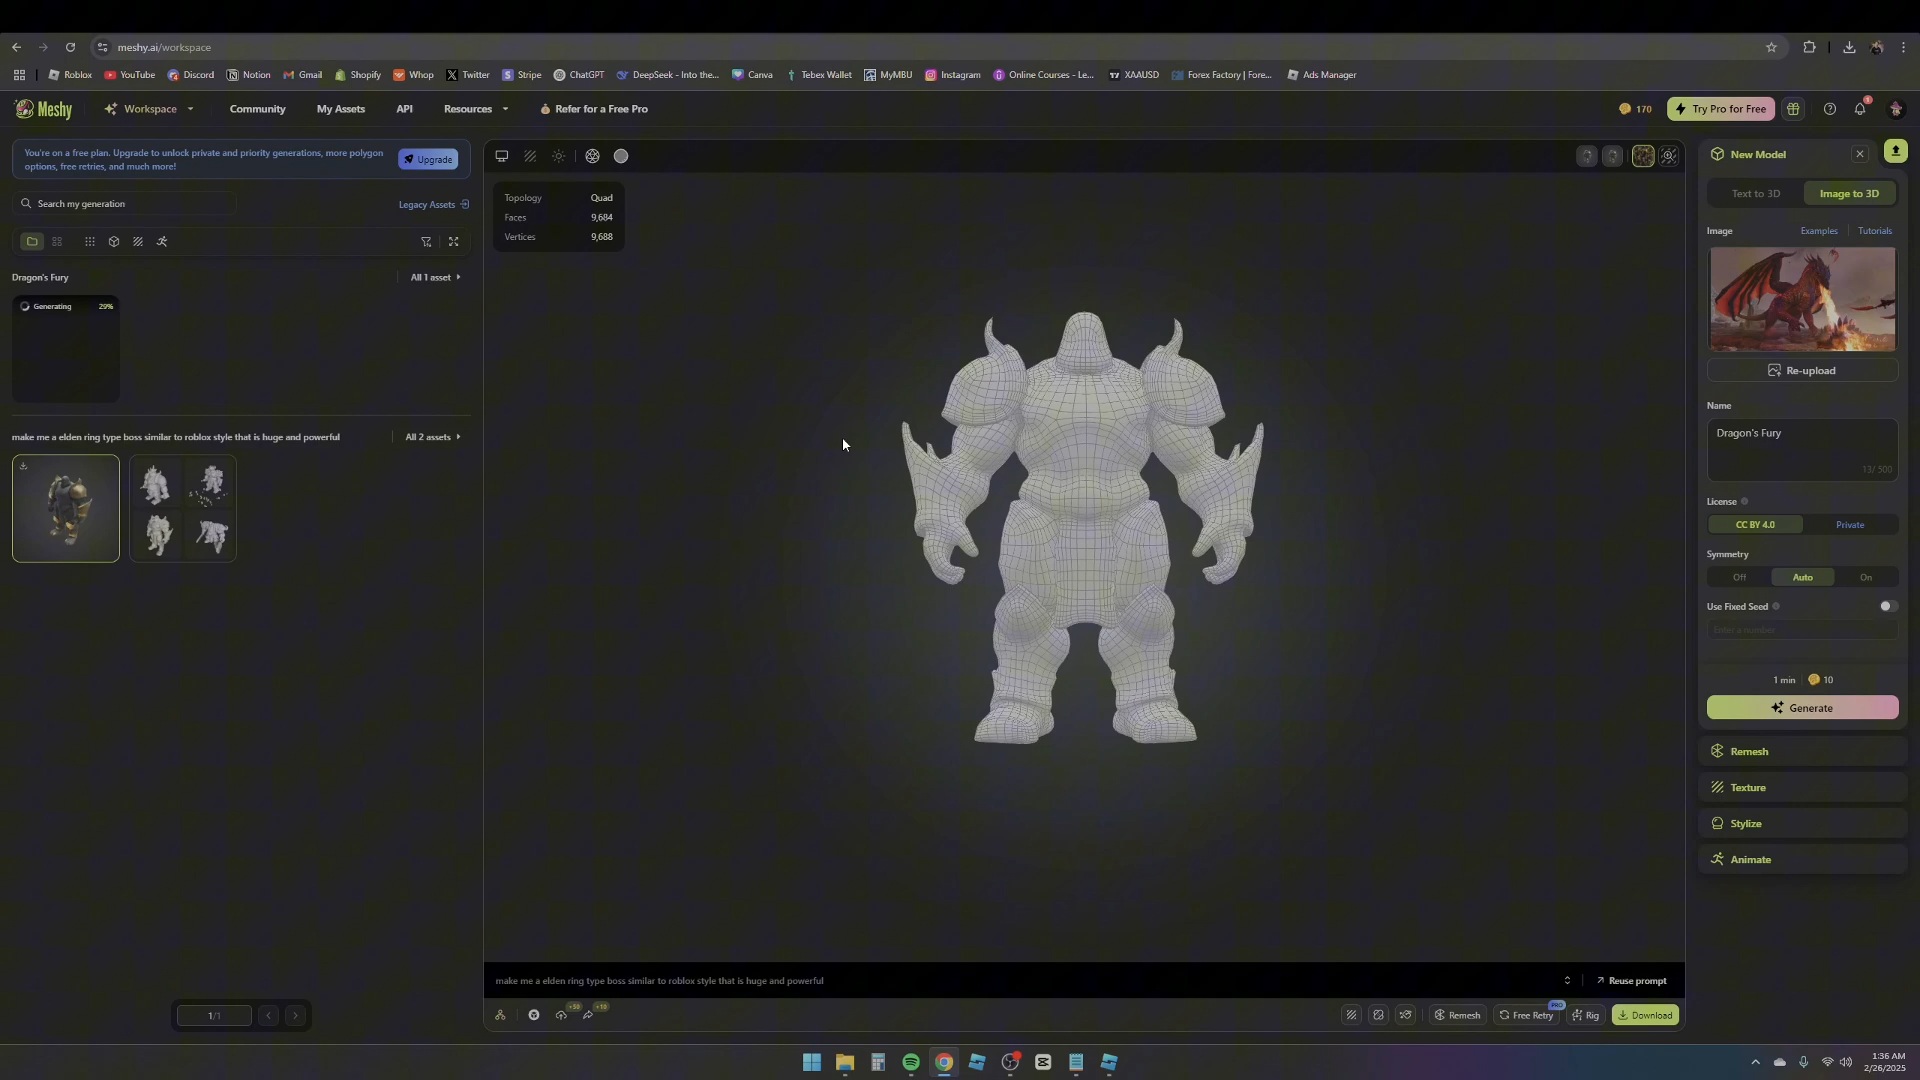 meshy.ai/workspace
Roblox YouTube Discord Notion Gmail Shopify Whop Twitter Stripe ChatGPT DeepSeek - Into the... Canva Tebex Wallet MyMBU Instagram Online Courses - Le... XAAUSD Forex Factory | Fore... Ads Manager
Meshy Workspace Community My Assets API Resources Refer for a Free Pro 170 Try Pro for Free 1
You're on a free plan. Upgrade to unlock private and priority generations, more polygon
options, free retries, and much more!
Upgrade
Search my generation
Legacy Assets
Dragon's Fury
All 1 asset
Generating 29%
make me a elden ring type boss similar to roblox style that is huge and powerful
All 2 assets
1/1
Topology Quad
Faces 9,684
Vertices 9,688
make me a elden ring type boss similar to roblox style that is huge and powerful
Reuse prompt
+50 +10
Remesh
PRO
Free Retry
Rig
Download
New Model
Text to 3D Image to 3D
Image Examples Tutorials
Re-upload
Name
Dragon's Fury
13/ 500
License
CC BY 4.0 Private
Symmetry
Off Auto On
Use Fixed Seed
Enter a number
1 min 10
Generate
Remesh
Texture
Stylize
Animate
1:36 AM
2/26/2025